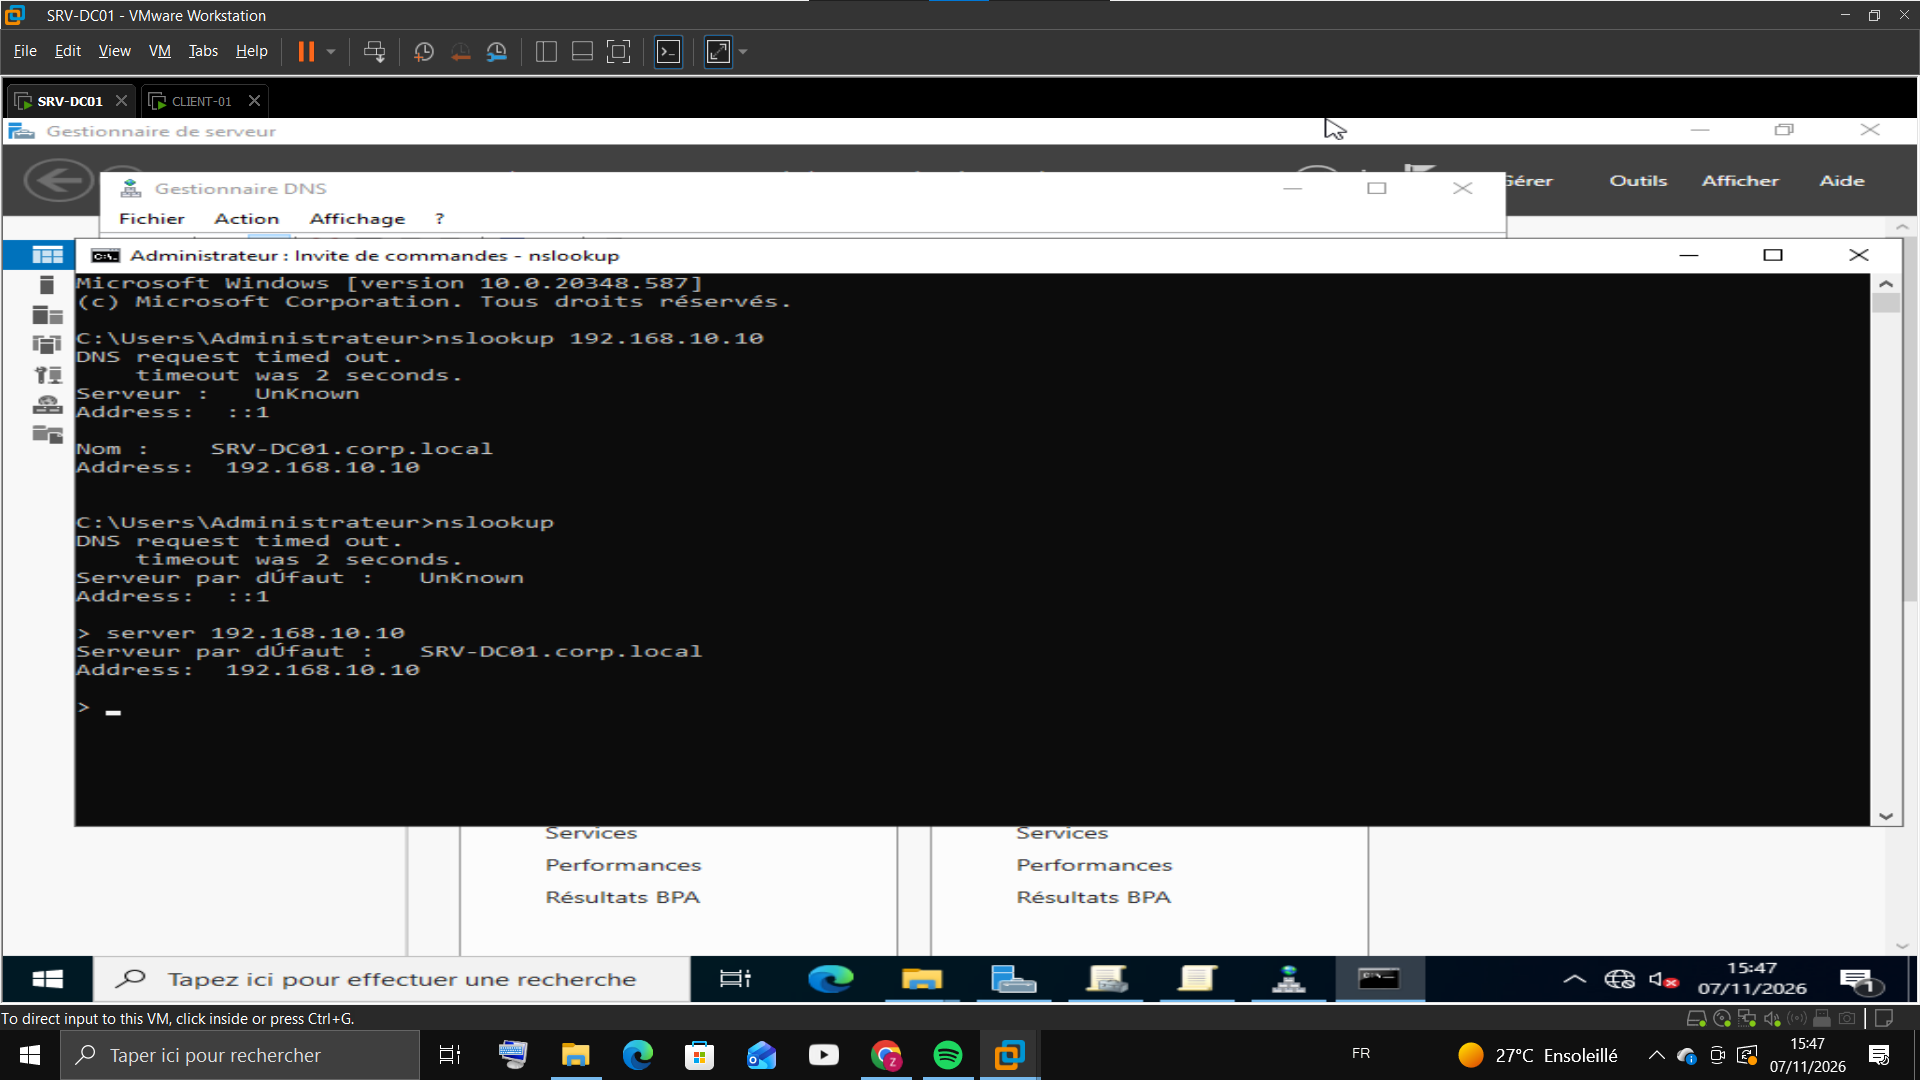 SRV-DC01 - VMware Workstation
File Edit View VM Tabs Help
SRV-DC01 CLIENT-01
Gestionnaire de serveur
Gérer Outils Afficher Aide
Gestionnaire DNS
Fichier Action Affichage ?
Administrateur : Invite de commandes - nslookup
Microsoft Windows [version 10.0.20348.587]
(c) Microsoft Corporation. Tous droits réservés.
C:\Users\Administrateur>nslookup 192.168.10.10
DNS request timed out.
timeout was 2 seconds.
Serveur : UnKnown
Address: ::1
Nom : SRV-DC01.corp.local
Address: 192.168.10.10
C:\Users\Administrateur>nslookup
DNS request timed out.
timeout was 2 seconds.
Serveur par dÚfaut : UnKnown
Address: ::1
> server 192.168.10.10
Serveur par dÚfaut : SRV-DC01.corp.local
Address: 192.168.10.10
>
Services Services
Performances Performances
Résultats BPA Résultats BPA
Tapez ici pour effectuer une recherche
15:47
07/11/2026
1
To direct input to this VM, click inside or press Ctrl+G.
Taper ici pour rechercher
FR
27°C Ensoleillé
15:47
07/11/2026